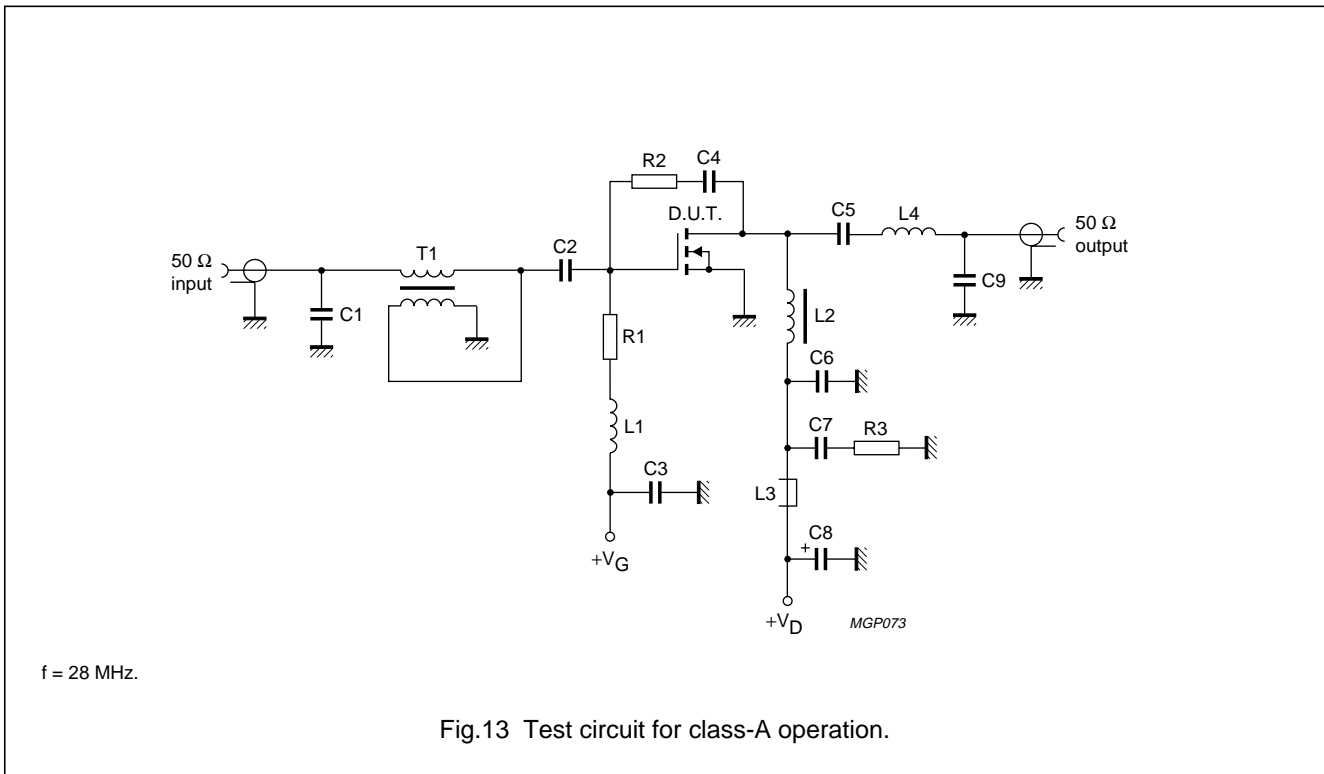 R2
C4
D.U.T.
C5
L4
50 Ω
output
50 Ω
input
T1
C2
C9
C1
R1
L2
C6
L1
C7
R3
C3
L3
C8
+
+VG
+VD
MGP073
f = 28 MHz.
Fig.13 Test circuit for class-A operation.